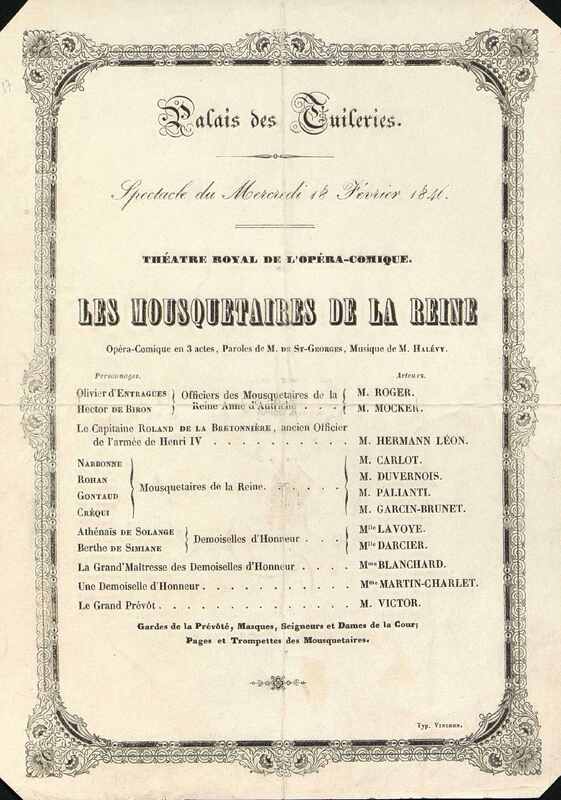 17
Palais des Tuileries.
Spectacle du Mercredi 18 Février 1846.
THÉATRE ROYAL DE L'OPÉRA-COMIQUE.
LES MOUSQUETAIRES DE LA REINE
Opéra-Comique en 3 actes, Paroles de M. DE ST-GEORGES, Musique de M. HALÉVY.
Personnages. Acteurs.
Olivier d'ENTRAGUES } Officiers des Mousquetaires de la { M. ROGER.
Hector DE BIRON } Reine Anne d'Autriche . . . { M. MOCKER.
Le Capitaine ROLAND DE LA BRETONNIÈRE, ancien Officier
de l'armée de Henri IV . . . . . . . . . . M. HERMANN LÉON.
NARBONNE M. CARLOT.
ROHAN M. DUVERNOIS.
Mousquetaires de la Reine. . . . . .
GONTAUD M. PALIANTI.
CRÉQUI M. GARCIN-BRUNET.
Athénaïs DE SOLANGE } Demoiselles d'Honneur . . . { Mlle LAVOYE.
Berthe DE SIMIANE } { Mlle DARCIER.
La Grand'Maîtresse des Demoiselles d'Honneur . . . . Mme BLANCHARD.
Une Demoiselle d'Honneur . . . . . . . . . . . Mme MARTIN-CHARLET.
Le Grand Prévôt . . . . . . . . . . . . . . M. VICTOR.
Gardes de la Prévôté, Masques, Seigneurs et Dames de la Cour;
Pages et Trompettes des Mousquetaires.
Typ. VINCHON.